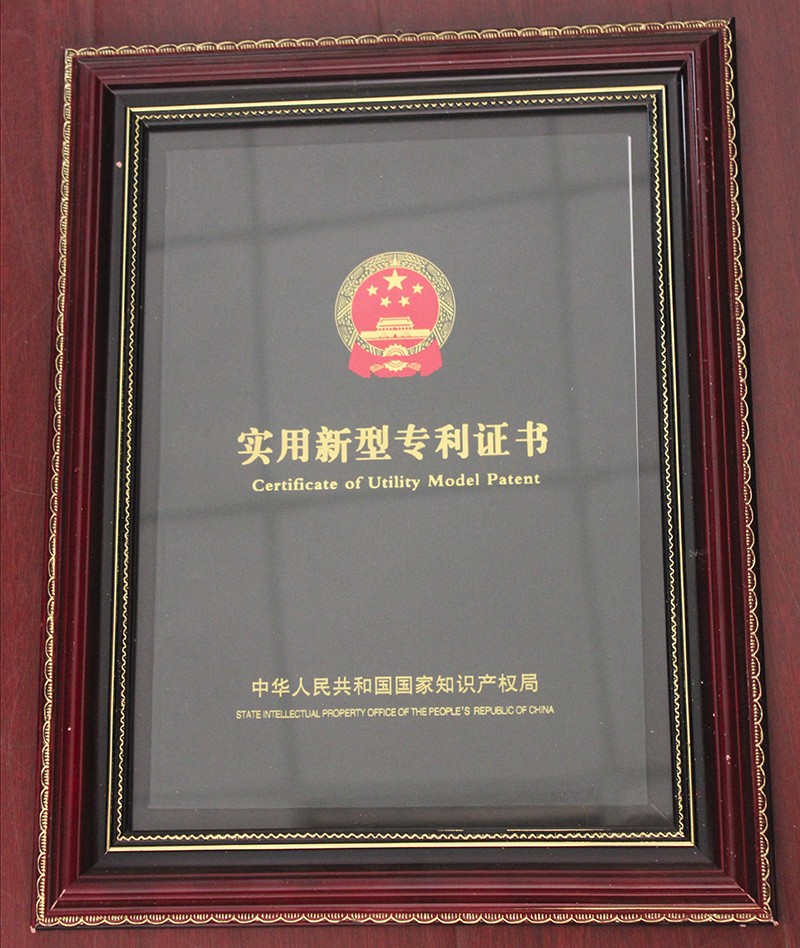 实用新型专利证书
Certificate of Utility Model Patent
中华人民共和国国家知识产权局
STATE INTELLECTUAL PROPERTY OFFICE OF THE PEOPLE'S REPUBLIC OF CHINA